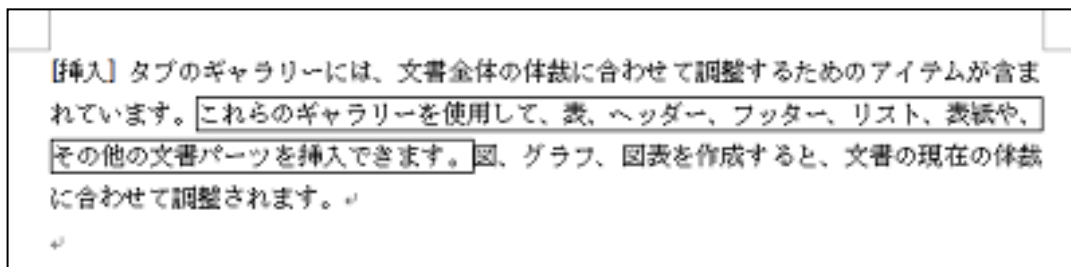 [挿入] タブのギャラリーには、文書全体の体裁に合わせて調整するためのアイテムが含ま
れています。これらのギャラリーを使用して、表、ヘッダー、フッター、リスト、表紙や、
その他の文書パーツを挿入できます。図、グラフ、図表を作成すると、文書の現在の体裁
に合わせて調整されます。